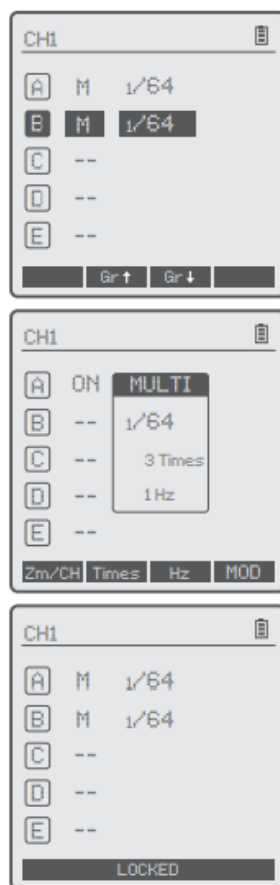 CH1
A M 1/64
B M 1/64
C --
D --
E --
Gr↑ Gr↓
CH1
A ON MULTI
B -- 1/64
C -- 3 Times
D -- 1 Hz
E --
Zm/CH Times Hz MOD
CH1
A M 1/64
B M 1/64
C --
D --
E --
LOCKED